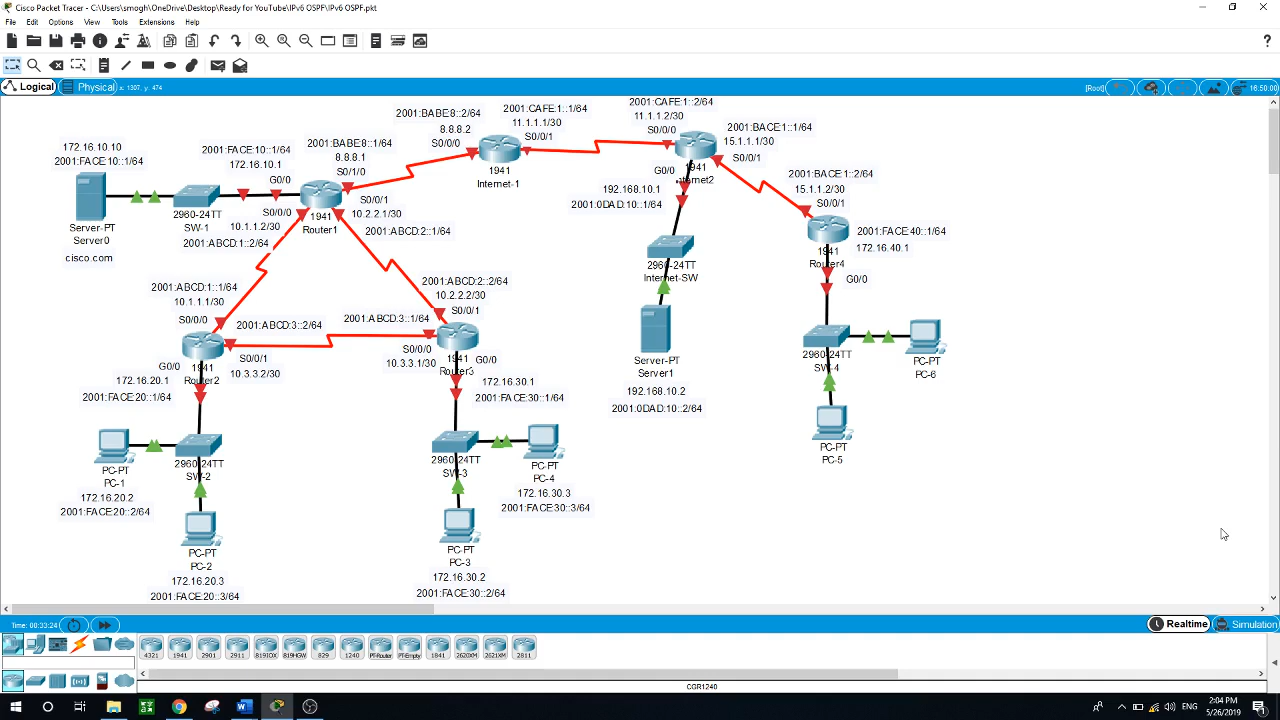 Cisco Packet Tracer - C:\Users\smogh\OneDrive\Desktop\Ready for YouTube\IPv6 OSPF\IPv6 OSPF.pkt
File Edit Options View Tools Extensions Help
Logical
Physical x: 1307, y: 474
[Root]
16:50:00
172.16.10.10
2001:FACE:10::10/64
Server-PT
Server0
cisco.com
2960-24TT
SW-1
2001:FACE:10::1/64
172.16.10.1
G0/0
2001:BABE:8::1/64
8.8.8.1
S0/1/0
1941
Router1
S0/0/0
10.1.1.2/30
2001:ABCD:1::2/64
S0/0/1
10.2.2.1/30
2001:ABCD:2::1/64
2001:BABE:8::2/64
8.8.8.2
S0/0/0
2001:CAFE:1::1/64
11.1.1.1/30
S0/0/1
1941
Internet-1
2001:CAFE:1::2/64
11.1.1.2/30
S0/0/0
1941
2001:BACE:1::1/64
15.1.1.1/30
S0/0/1
G0/0
192.168.10.1
2001:0DAD:10::1/64
2960-24TT
Internet-SW
Server-PT
Server1
192.168.10.2
2001:0DAD:10::2/64
2001:BACE:1::2/64
15.1.1.2/30
S0/0/1
1941
Router4
2001:FACE:40::1/64
172.16.40.1
G0/0
2960-24TT
SW-4
PC-PT
PC-6
PC-PT
PC-5
2001:ABCD:1::1/64
10.1.1.1/30
S0/0/0
2001:ABCD:3::2/64
S0/0/1
10.3.3.2/30
1941
Router2
G0/0
172.16.20.1
2001:FACE:20::1/64
2960-24TT
SW-2
PC-PT
PC-1
172.16.20.2
2001:FACE:20::2/64
PC-PT
PC-2
172.16.20.3
2001:FACE:20::3/64
2001:ABCD:2::2/64
10.2.2.2/30
S0/0/1
2001:ABCD:3::1/64
S0/0/0
10.3.3.1/30
1941
Router3
G0/0
172.16.30.1
2001:FACE:30::1/64
2960-24TT
SW-3
PC-PT
PC-4
172.16.30.3
2001:FACE:30::3/64
PC-PT
PC-3
172.16.30.2
2001:FACE:30::2/64
Time: 00:33:24
Realtime
Simulation
4321 1941 2901 2911 819IOX 819HGW 829 1240 PT-Router PT-Empty 1841 2620XM 2621XM 2811
CGR1240
ENG
2:04 PM
5/26/2019